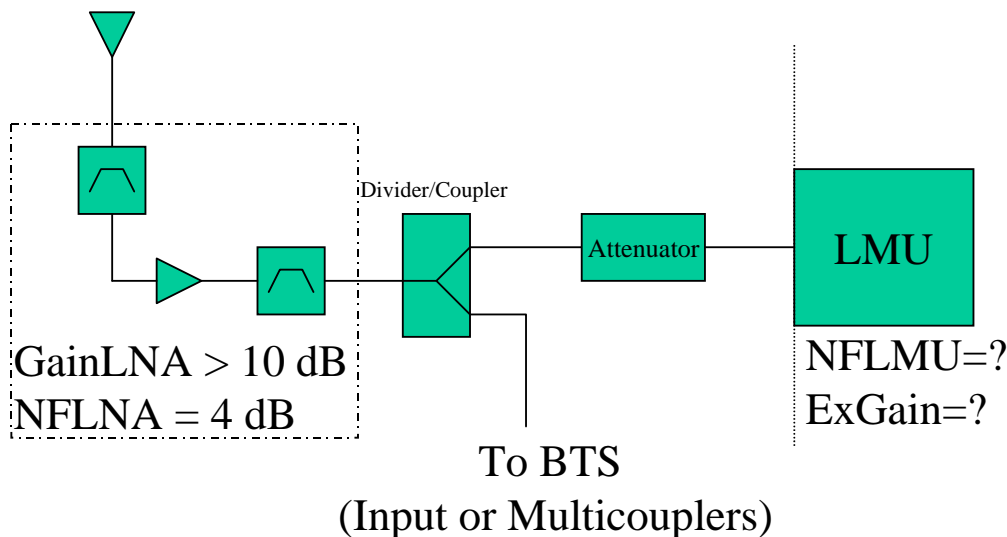 Divider/Coupler
Attenuator
LMU
GainLNA > 10 dB
NFLNA = 4 dB
NFLMU=?
ExGain=?
To BTS
(Input or Multicouplers)